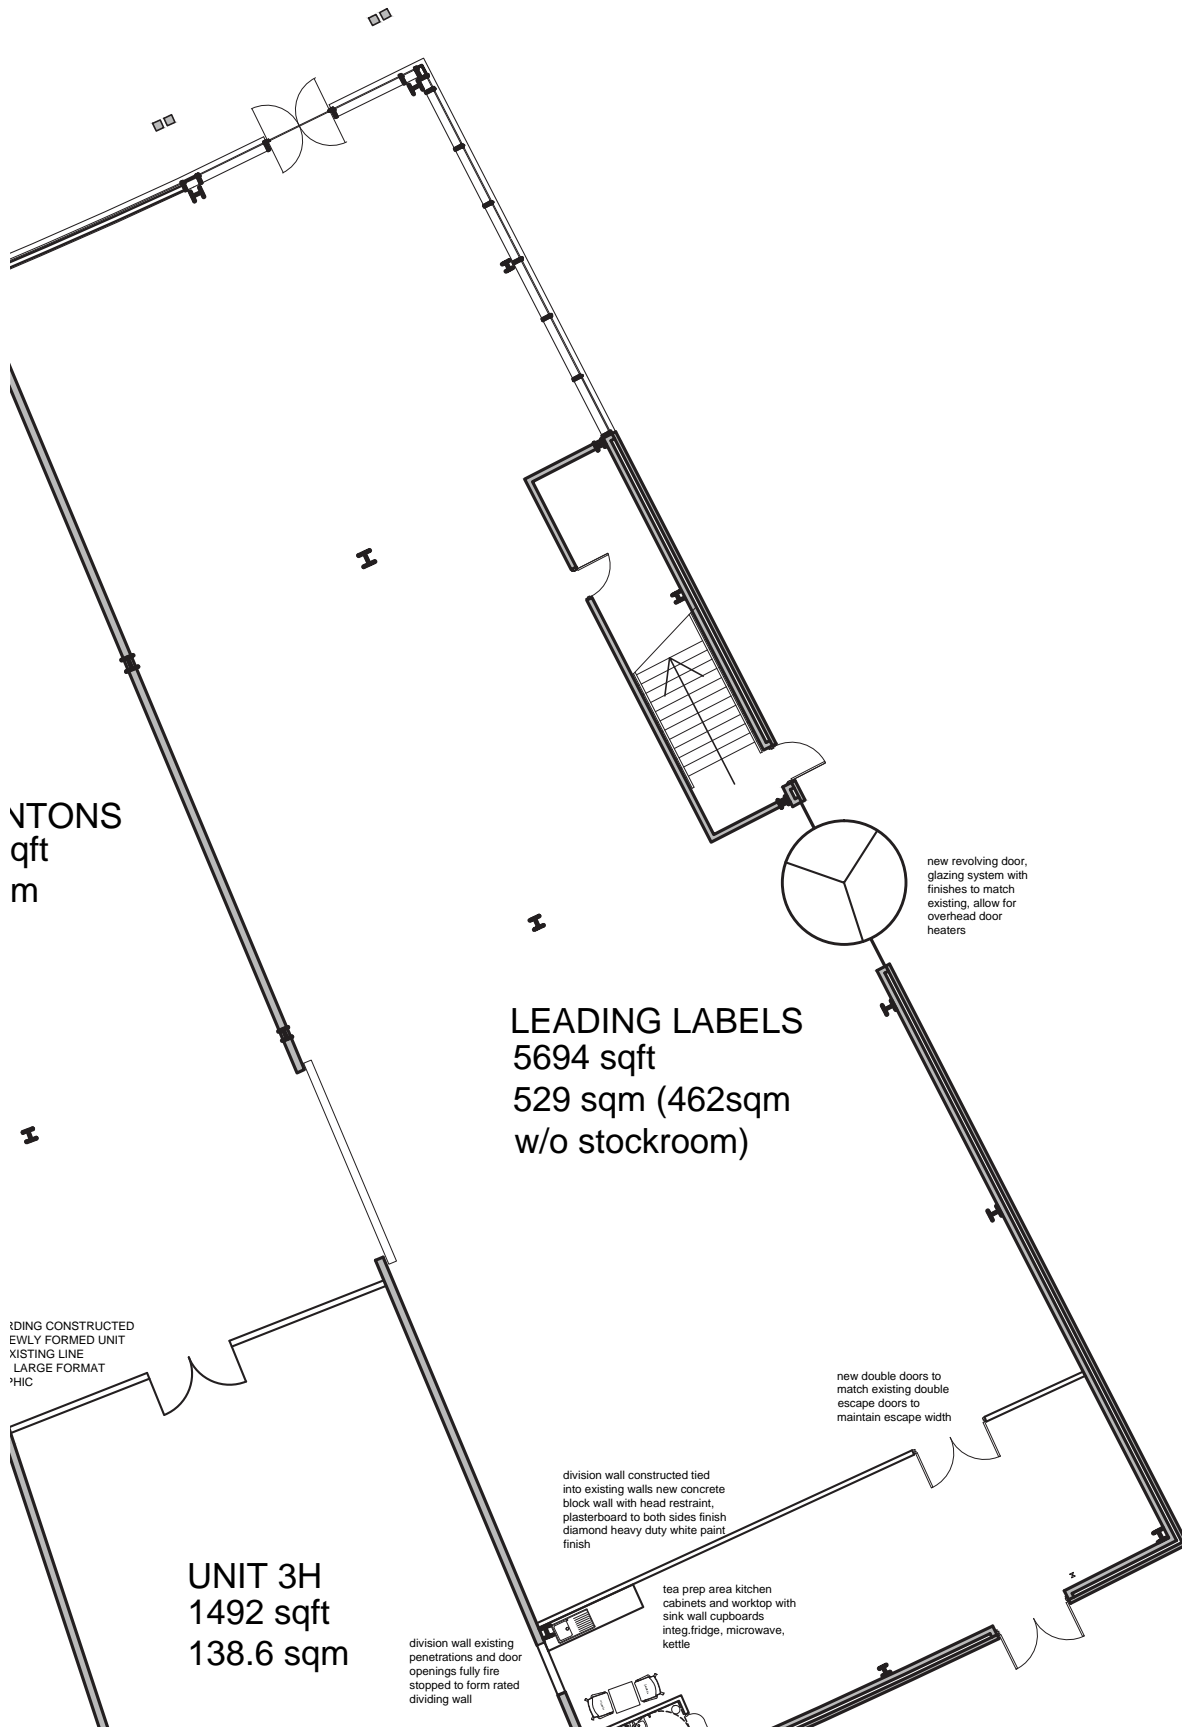 NTONS
qft
m
new revolving door,
glazing system with
finishes to match
existing, allow for
overhead door
heaters
LEADING LABELS
5694 sqft
529 sqm (462sqm
w/o stockroom)
RDING CONSTRUCTED
EWLY FORMED UNIT
XISTING LINE
LARGE FORMAT
PHIC
new double doors to
match existing double
escape doors to
maintain escape width
division wall constructed tied
into existing walls new concrete
block wall with head restraint,
plasterboard to both sides finish
diamond heavy duty white paint
finish
UNIT 3H
1492 sqft
138.6 sqm
tea prep area kitchen
cabinets and worktop with
sink wall cupboards
integ.fridge, microwave,
kettle
division wall existing
penetrations and door
openings fully fire
stopped to form rated
dividing wall